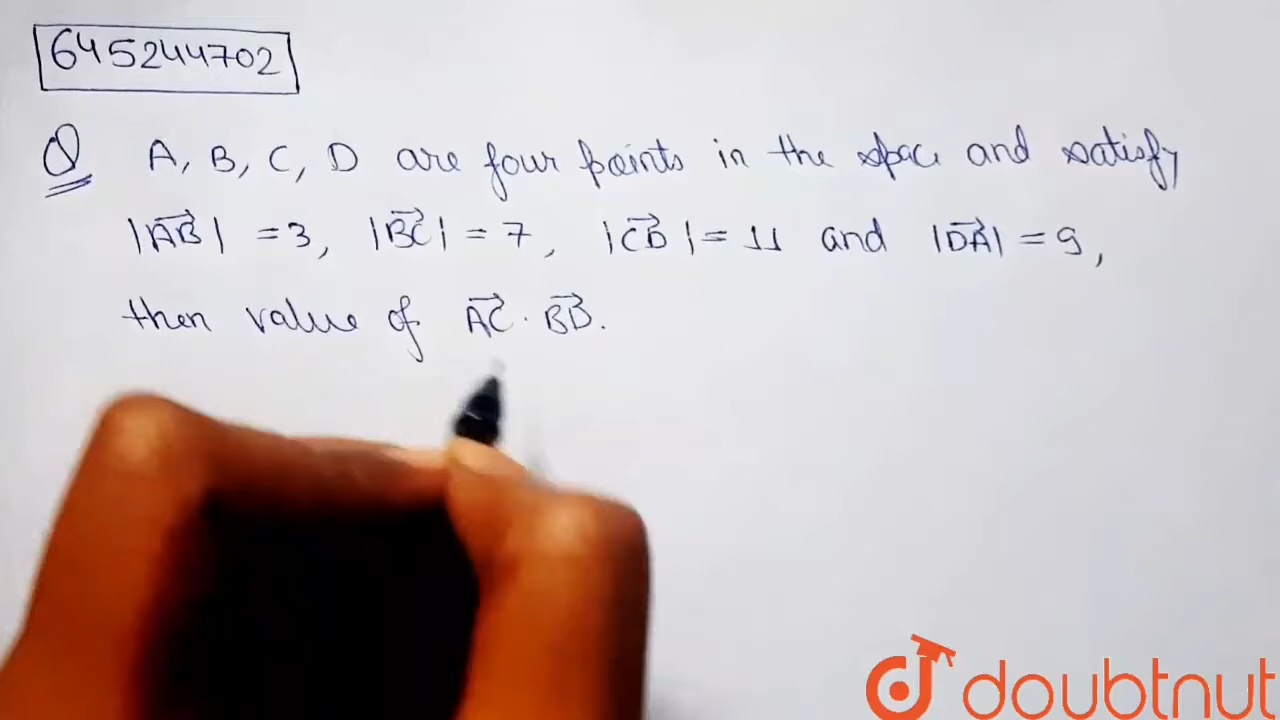 645244702
Q A, B, C, D are four points in the space and satisfy
|AB| = 3, |BC| = 7, |CD| = 11 and |DA| = 9,
then value of AC · BD.
doubtnut